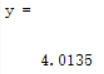 y =
4.0135